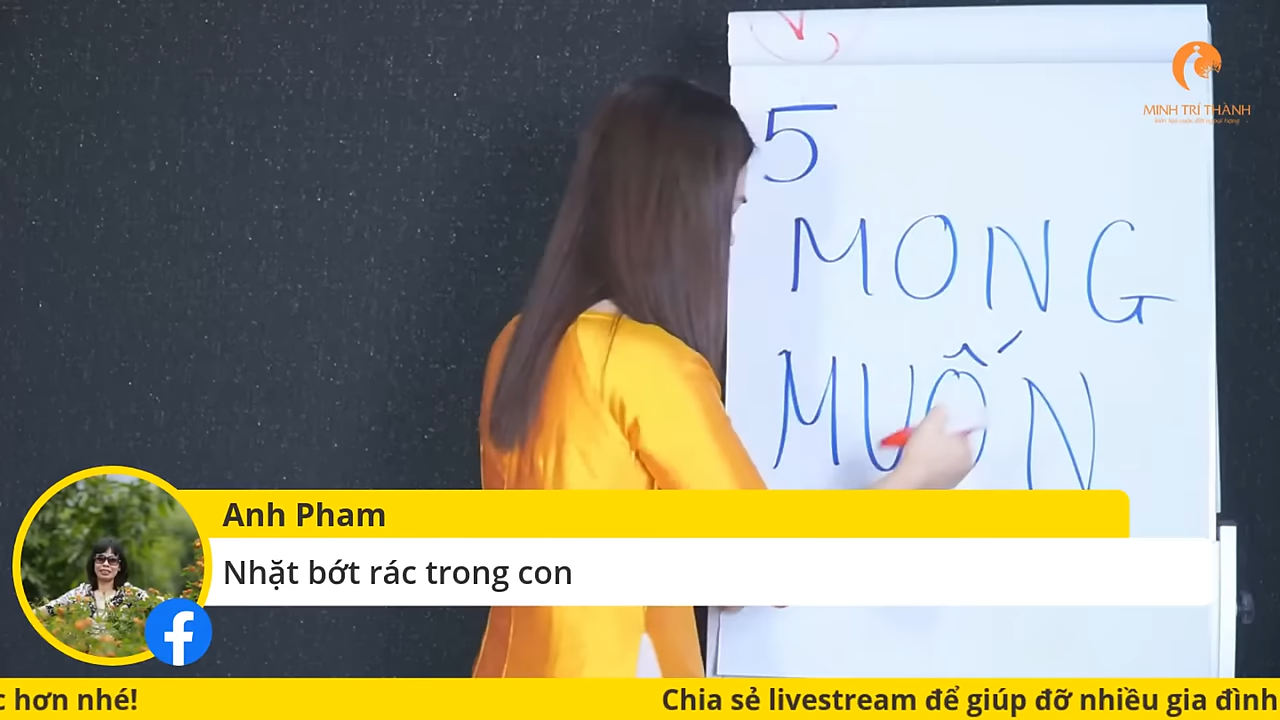 5
MONG
MUỐN
MINH TRÍ THÀNH
Anh Pham
Nhặt bớt rác trong con
c hơn nhé!
Chia sẻ livestream để giúp đỡ nhiều gia đình